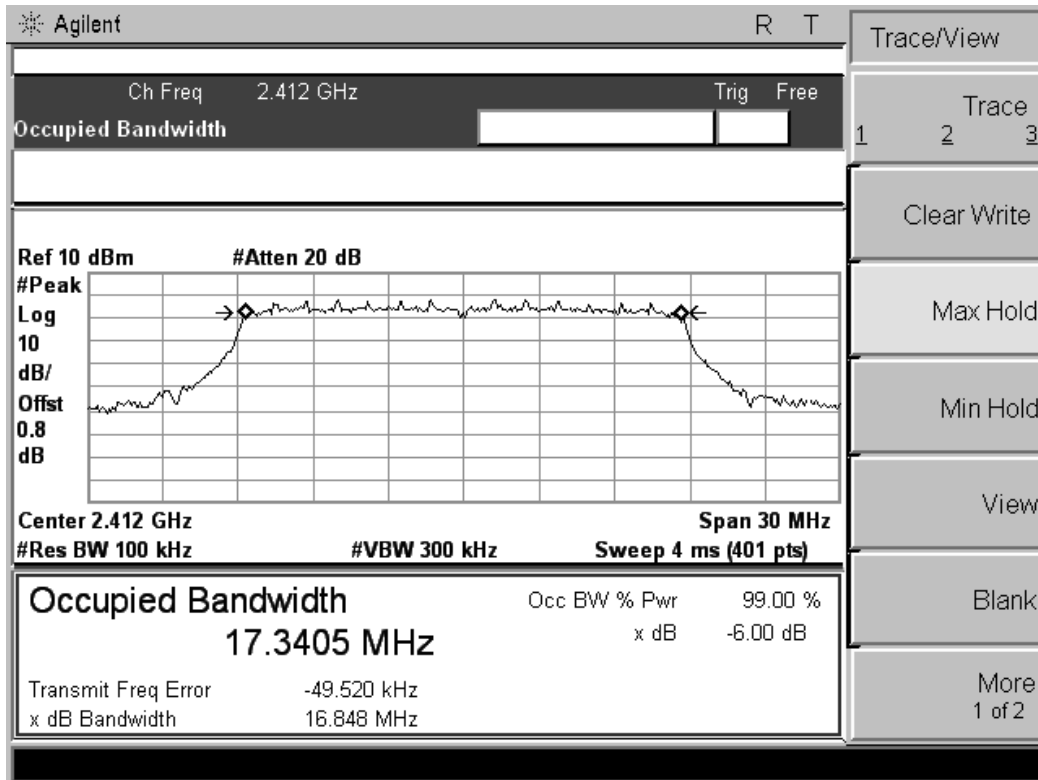 Agilent R T
Ch Freq 2.412 GHz Trig Free
Occupied Bandwidth
Ref 10 dBm #Atten 20 dB
#Peak
Log
10
dB/
Offst
0.8
dB
Center 2.412 GHz Span 30 MHz
#Res BW 100 kHz #VBW 300 kHz Sweep 4 ms (401 pts)
Occupied Bandwidth
17.3405 MHz
Occ BW % Pwr 99.00 %
x dB -6.00 dB
Transmit Freq Error -49.520 kHz
x dB Bandwidth 16.848 MHz
Trace/View
Trace
1 2 3
Clear Write
Max Hold
Min Hold
View
Blank
More
1 of 2